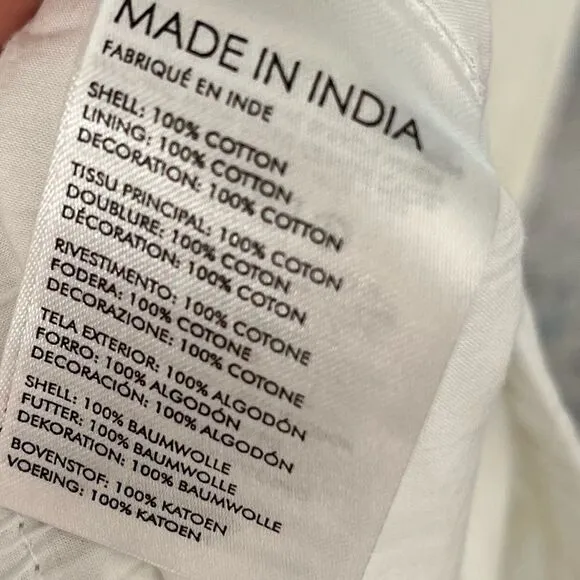 MADE IN INDIA
FABRIQUÉ EN INDE
SHELL: 100% COTTON
LINING: 100% COTTON
DECORATION: 100% COTTON
TISSU PRINCIPAL: 100% COTON
DOUBLURE: 100% COTON
DÉCORATION: 100% COTON
RIVESTIMENTO: 100% COTONE
FODERA: 100% COTONE
DECORAZIONE: 100% COTONE
TELA EXTERIOR: 100% ALGODÓN
FORRO: 100% ALGODÓN
DECORACIÓN: 100% ALGODÓN
SHELL: 100% BAUMWOLLE
FUTTER: 100% BAUMWOLLE
DEKORATION: 100% BAUMWOLLE
BOVENSTOF: 100% KATOEN
VOERING: 100% KATOEN